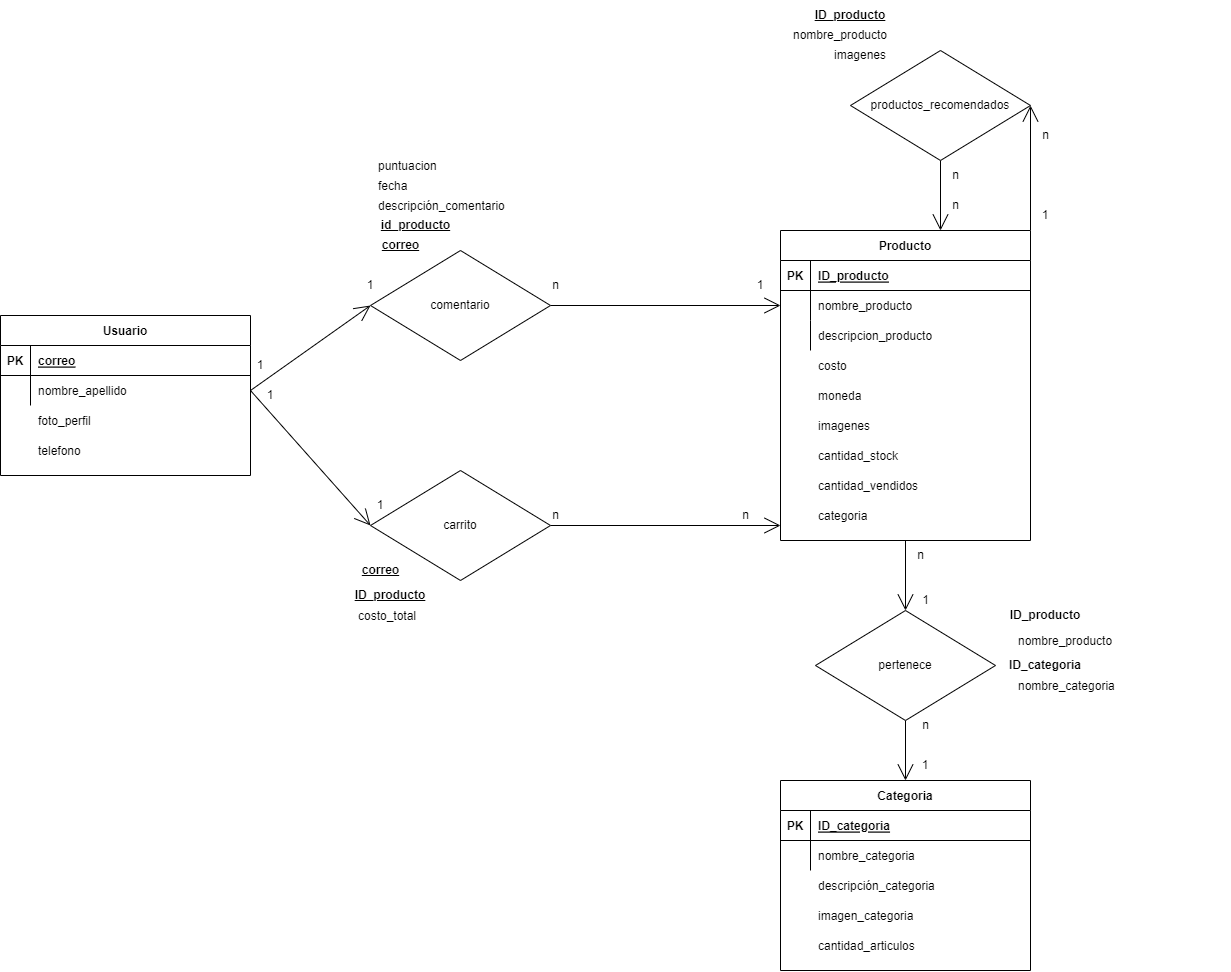 ID_producto
nombre_producto
imagenes
productos_recomendados
n
n
n
1
puntuacion
fecha
descripción_comentario
id_producto
correo
1
comentario
n
1
Usuario
PK correo
nombre_apellido
foto_perfil
telefono
1
1
1
carrito
n
n
correo
ID_producto
costo_total
Producto
PK ID_producto
nombre_producto
descripcion_producto
costo
moneda
imagenes
cantidad_stock
cantidad_vendidos
categoria
n
1
pertenece
ID_producto
nombre_producto
ID_categoria
nombre_categoria
n
1
Categoria
PK ID_categoria
nombre_categoria
descripción_categoria
imagen_categoria
cantidad_articulos